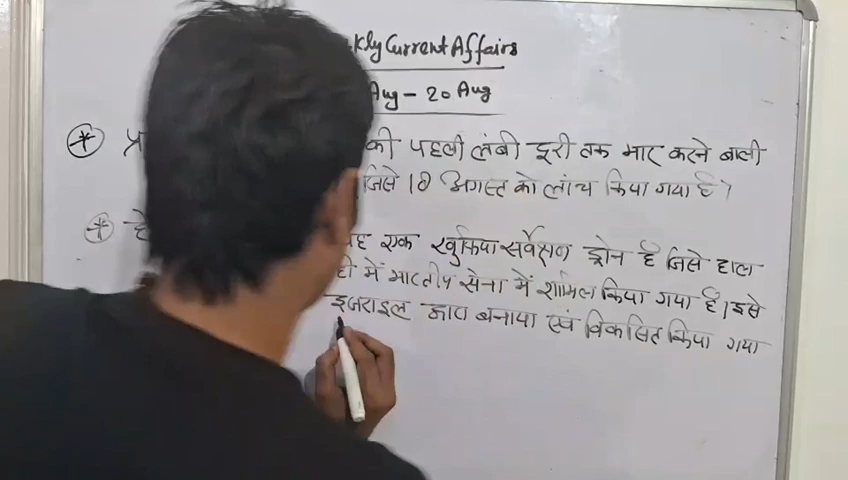 kly Current Affairs
Aug - 20 Aug
* प्र की पहली लंबी दूरी तक मार करने वाली
जिसे 18 अगस्त को लांच किया गया है?
* है यह एक खुफिया सर्वेक्षण ड्रोन है जिसे हाल
ही में भारतीय सेना में शामिल किया गया है। इसे
इजराइल द्वारा बनाया एवं विकसित किया गया